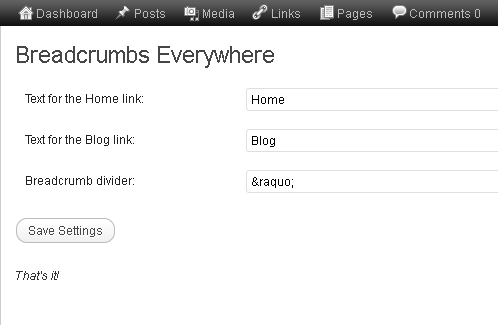 Dashboard Posts Media Links Pages Comments 0
Breadcrumbs Everywhere
Text for the Home link: Home
Text for the Blog link: Blog
Breadcrumb divider: &raquo;
Save Settings
That's it!